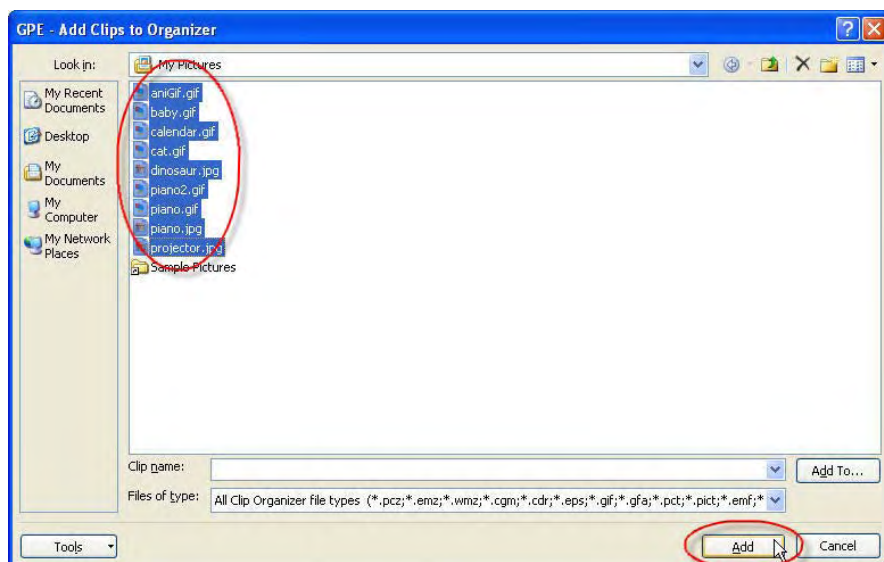 GPE - Add Clips to Organizer
Look in:
My Pictures
My Recent
Documents
Desktop
My
Documents
My
Computer
My Network
Places
aniGif.gif
baby.gif
calendar.gif
cat.gif
dinosaur.jpg
piano2.gif
piano.gif
piano.jpg
projector.jpg
Sample Pictures
Clip name:
Add To...
Files of type:
All Clip Organizer file types (*.pcz;*.emz;*.wmz;*.cgm;*.cdr;*.eps;*.gif;*.gfa;*.pct;*.pict;*.emf;*
Tools
Add
Cancel